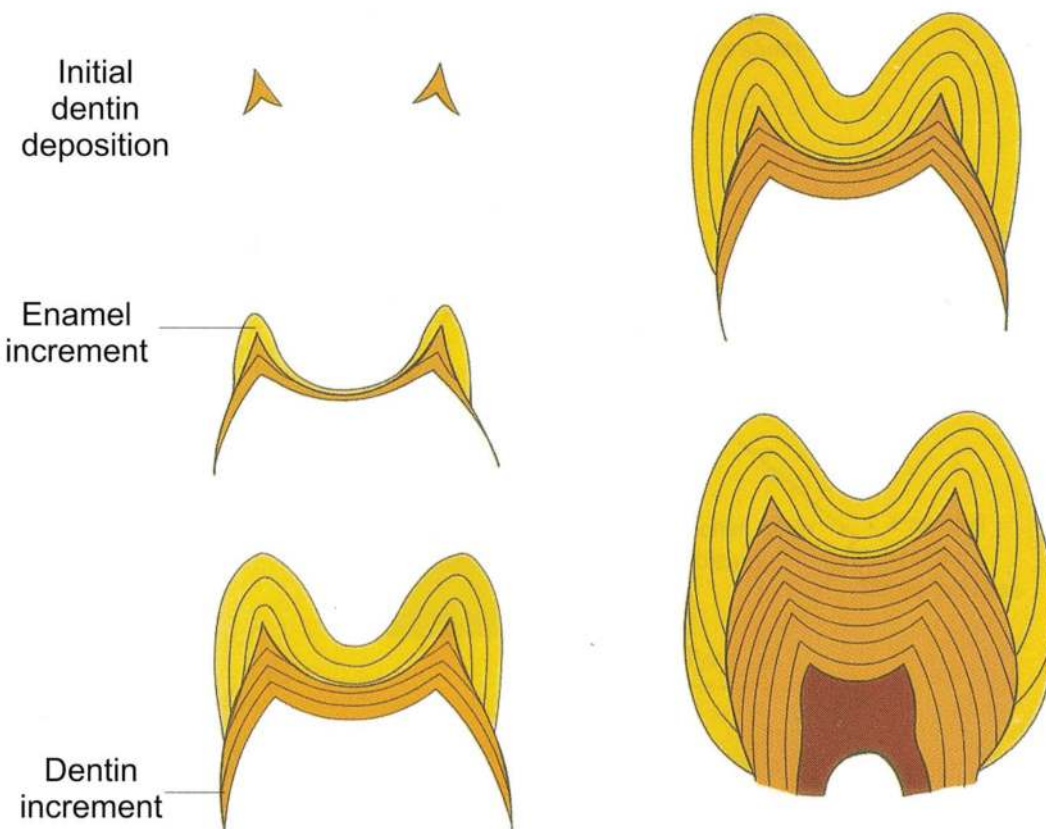 Initial
dentin
deposition
Enamel
increment
Dentin
increment